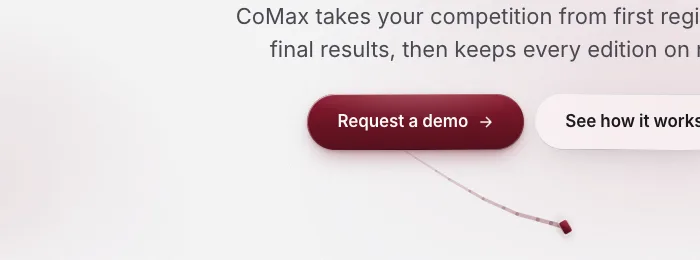 CoMax takes your competition from first regi
final results, then keeps every edition on
Request a demo →
See how it works